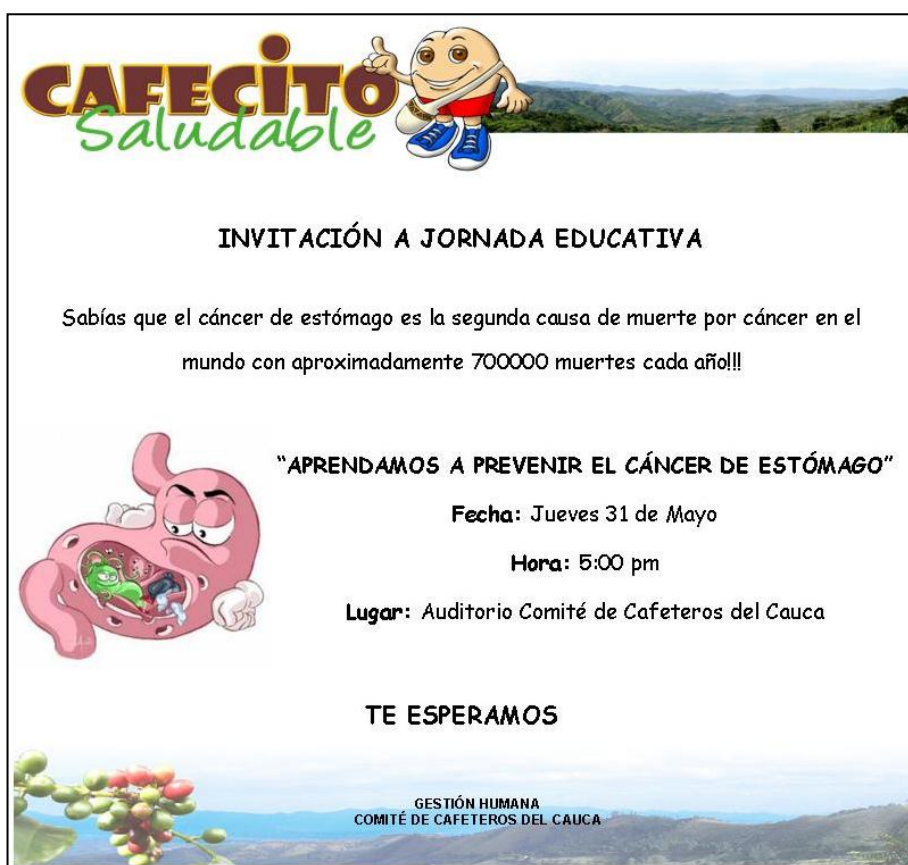 CAFECITO
Saludable
INVITACIÓN A JORNADA EDUCATIVA
Sabías que el cáncer de estómago es la segunda causa de muerte por cáncer en el
mundo con aproximadamente 700000 muertes cada año!!!
“APRENDAMOS A PREVENIR EL CÁNCER DE ESTÓMAGO”
Fecha: Jueves 31 de Mayo
Hora: 5:00 pm
Lugar: Auditorio Comité de Cafeteros del Cauca
TE ESPERAMOS
GESTIÓN HUMANA
COMITÉ DE CAFETEROS DEL CAUCA